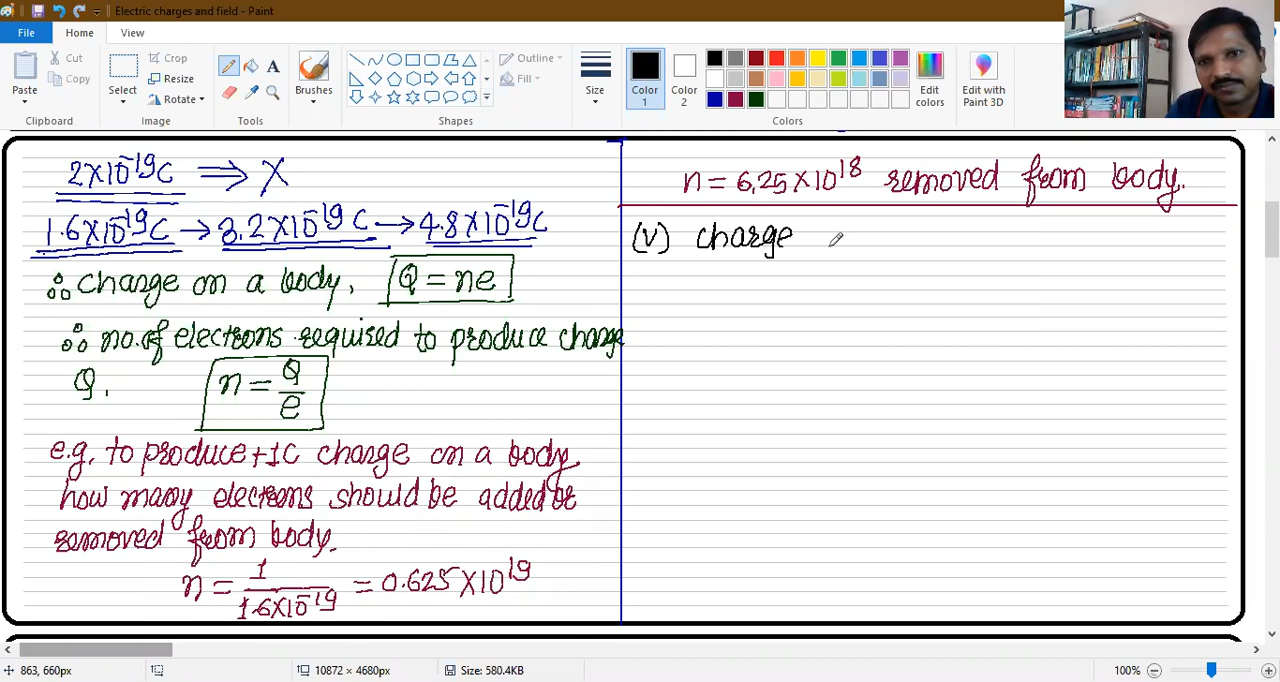 Electric charges and field - Paint
File Home View
Paste Cut Copy Clipboard
Select Crop Resize Rotate Image
A Tools
Brushes
Outline Fill Shapes
Size
Color 1 Color 2 Edit colors Colors
Edit with Paint 3D
2×10⁻¹⁹C ⟹ X
1.6×10⁻¹⁹C → 3.2×10⁻¹⁹C → 4.8×10⁻¹⁹C
∴ charge on a body, Q = ne
∴ no. of electrons required to produce charge
Q. n = Q/e
e.g. to produce +1C charge on a body
how many electrons should be added or
removed from body.
n = 1/1.6×10⁻¹⁹ = 0.625×10¹⁹
n = 6.25×10¹⁸ removed from body.
(V) charge
863, 660px 10872 × 4680px Size: 580.4KB 100%